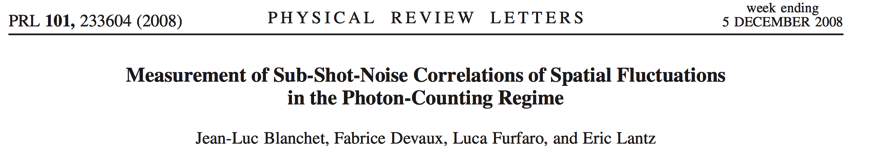 week ending
PRL 101, 233604 (2008) PHYSICAL REVIEW LETTERS 5 DECEMBER 2008
Measurement of Sub-Shot-Noise Correlations of Spatial Fluctuations
in the Photon-Counting Regime
Jean-Luc Blanchet, Fabrice Devaux, Luca Furfaro, and Eric Lantz